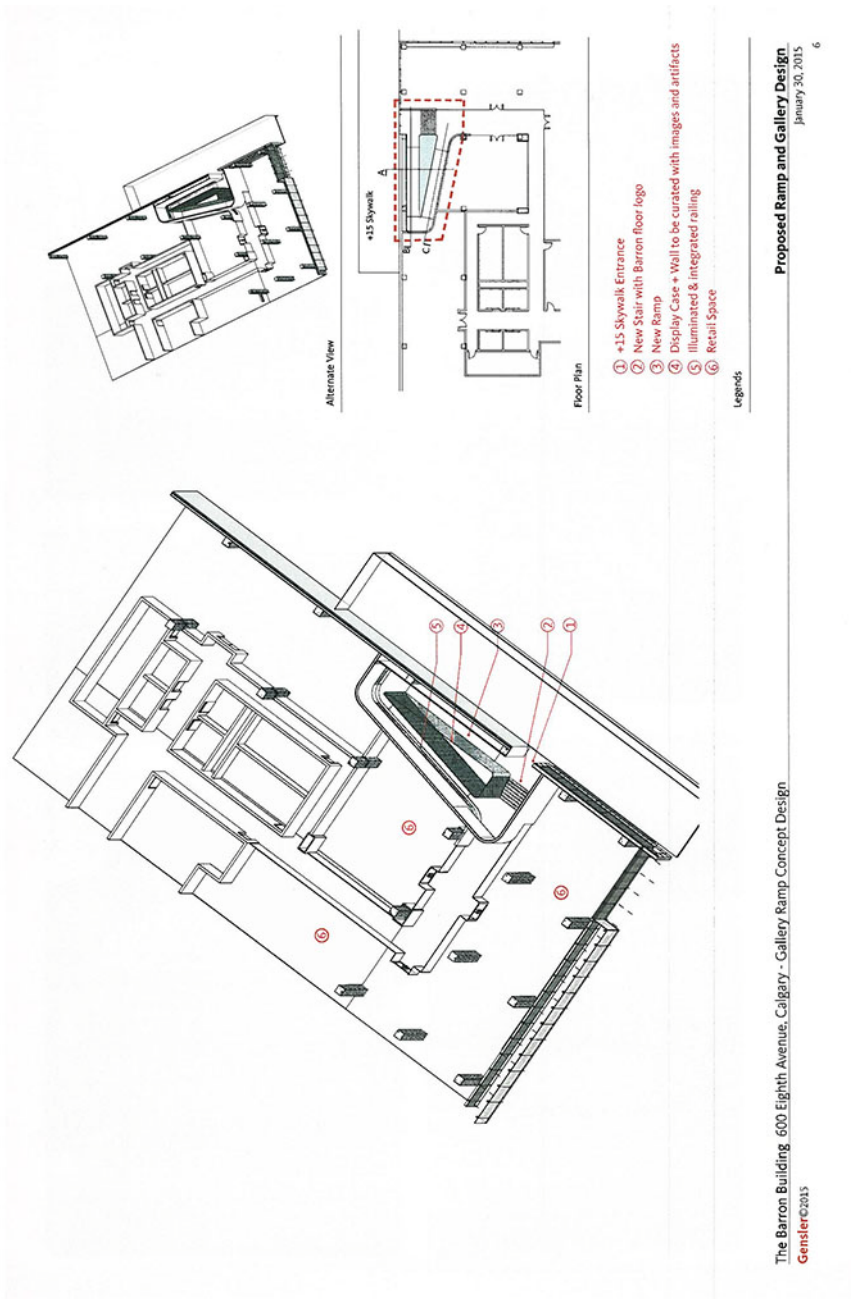 ⑤
④
③
②
①
⑥
⑥
⑥
Alternate View
+15 Skywalk
A
B
C
Floor Plan
① +15 Skywalk Entrance
② New Stair with Barron floor logo
③ New Ramp
④ Display Case + Wall to be curated with images and artifacts
⑤ Illuminated & integrated railing
⑥ Retail Space
Legends
The Barron Building 600 Eighth Avenue, Calgary - Gallery Ramp Concept Design
Proposed Ramp and Gallery Design
Gensler©2015
January 30, 2015
6